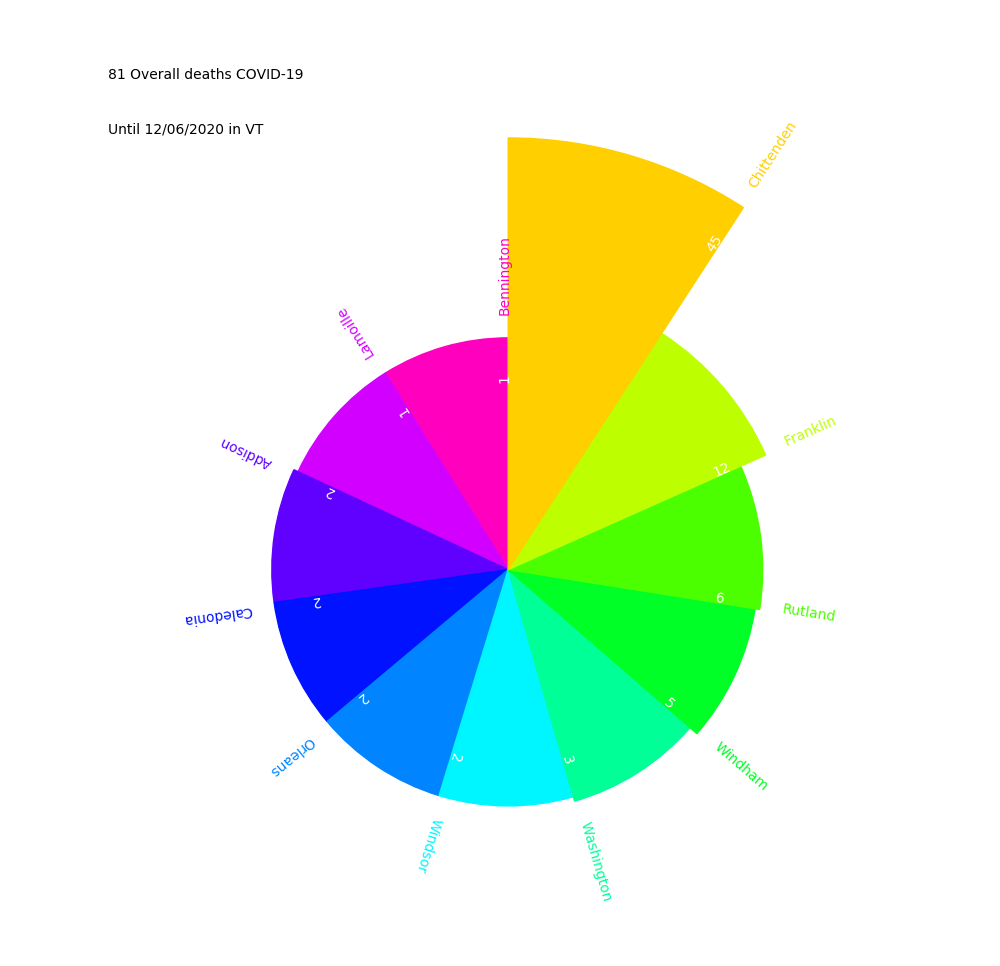 81 Overall deaths COVID-19
Until 12/06/2020 in VT
Chittenden
45
Franklin
12
Rutland
6
Windham
5
Washington
3
Windsor
2
Orleans
2
Caledonia
2
Addison
2
Lamoille
1
Bennington
1